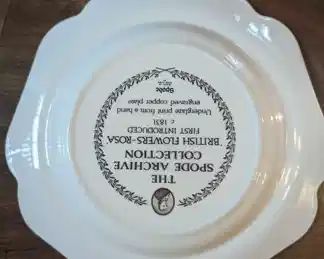 THE
SPODE ARCHIVE
COLLECTION
'BRITISH FLOWERS-ROSA'
FIRST INTRODUCED
c 1831
Underglaze print from a hand
engraved copper plate
Spode